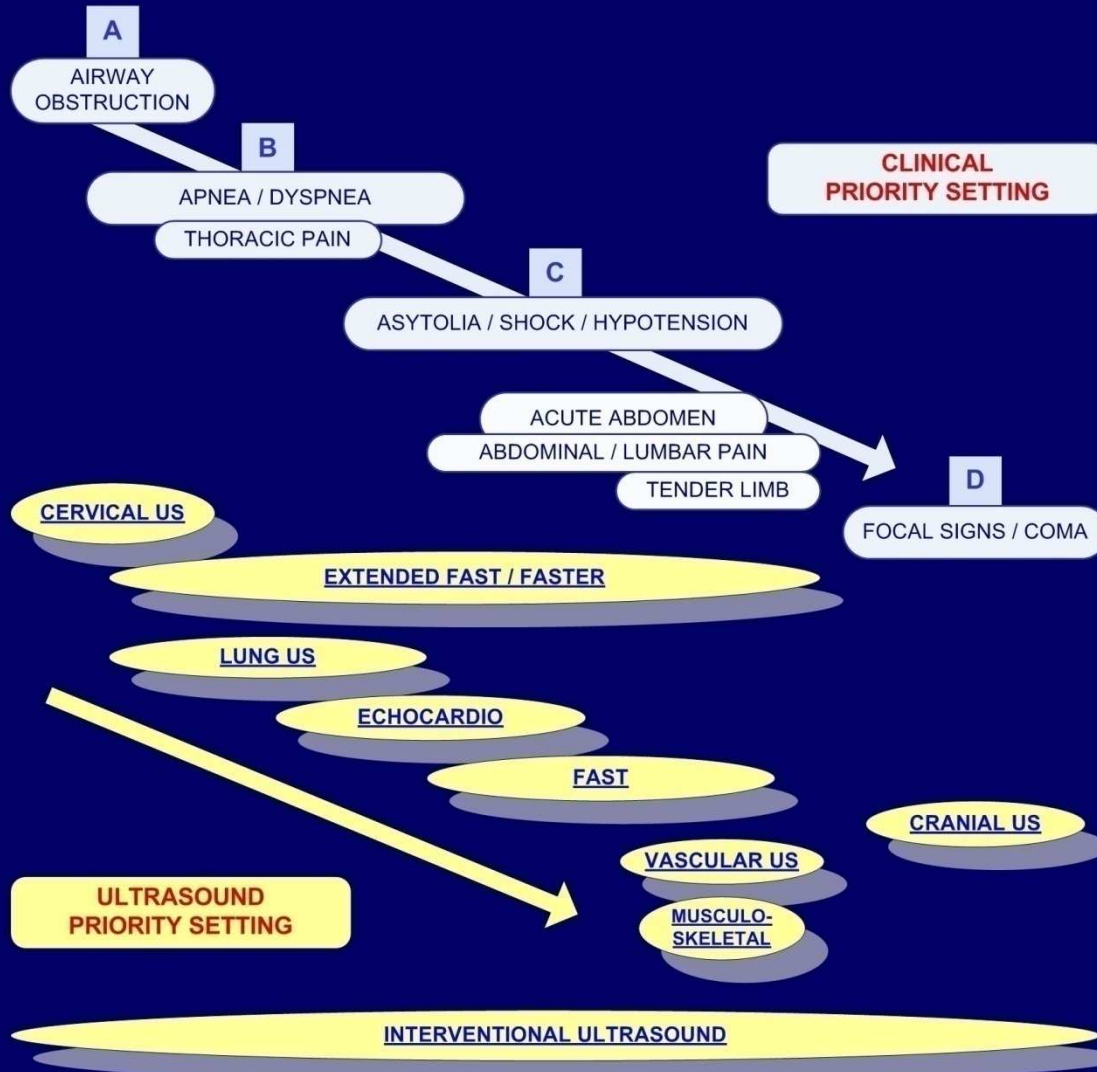 A
AIRWAY
OBSTRUCTION
B
APNEA / DYSPNEA
THORACIC PAIN
CLINICAL
PRIORITY SETTING
C
ASYTOLIA / SHOCK / HYPOTENSION
ACUTE ABDOMEN
ABDOMINAL / LUMBAR PAIN
TENDER LIMB
D
FOCAL SIGNS / COMA
CERVICAL US
EXTENDED FAST / FASTER
LUNG US
ECHOCARDIO
FAST
CRANIAL US
VASCULAR US
ULTRASOUND
PRIORITY SETTING
MUSCULO-
SKELETAL
INTERVENTIONAL ULTRASOUND